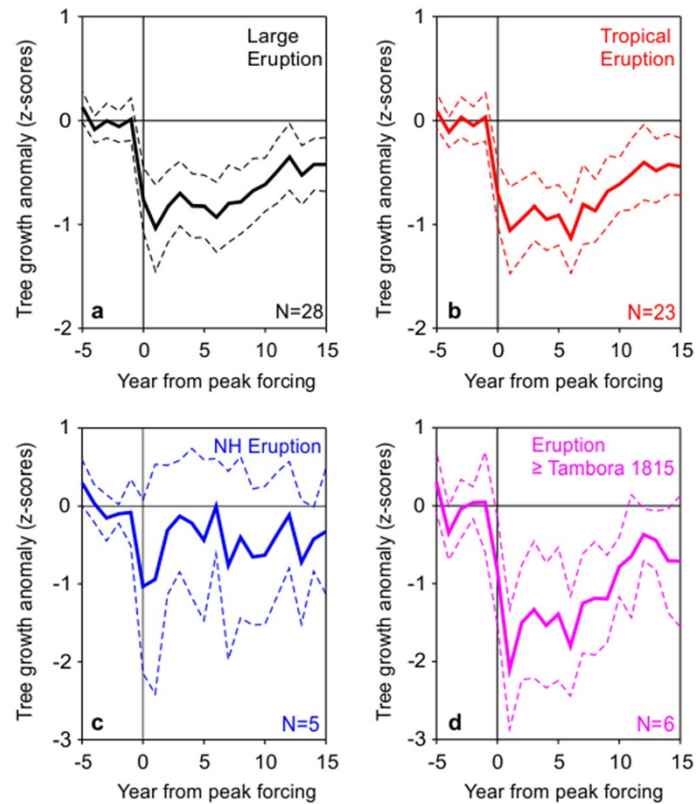 Tree growth anomaly (z-scores)
1
0
-1
-2
Large
Eruption
a
N=28
-5
0
5
10
15
Year from peak forcing
Tree growth anomaly (z-scores)
1
0
-1
-2
Tropical
Eruption
b
N=23
-5
0
5
10
15
Year from peak forcing
Tree growth anomaly (z-scores)
1
0
-1
-2
-3
NH Eruption
c
N=5
-5
0
5
10
15
Year from peak forcing
Tree growth anomaly (z-scores)
1
0
-1
-2
-3
Eruption
≥ Tambora 1815
d
N=6
-5
0
5
10
15
Year from peak forcing